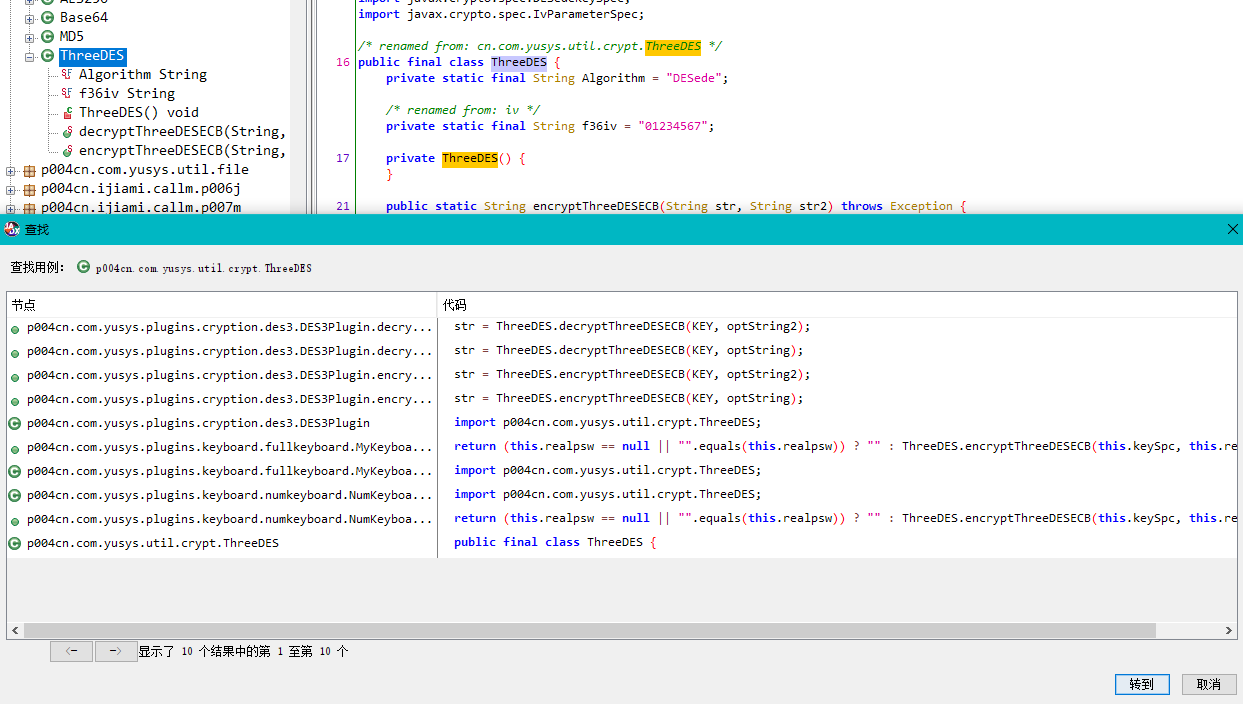 AES256
Base64
MD5
ThreeDES
Algorithm String
f36iv String
ThreeDES() void
decryptThreeDESECB(String,
encryptThreeDESECB(String,
p004cn.com.yusys.util.file
p004cn.ijiami.callm.p006j
p004cn.ijiami.callm.p007m
import javax.crypto.spec.DESedeKeySpec;
import javax.crypto.spec.IvParameterSpec;
/* renamed from: cn.com.yusys.util.crypt.ThreeDES */
16 public final class ThreeDES {
private static final String Algorithm = "DESede";
/* renamed from: iv */
private static final String f36iv = "01234567";
17 private ThreeDES() {
}
21 public static String encryptThreeDESECB(String str, String str2) throws Exception {
查找
查找用例: p004cn.com.yusys.util.crypt.ThreeDES
节点 代码
p004cn.com.yusys.plugins.cryption.des3.DES3Plugin.decry... str = ThreeDES.decryptThreeDESECB(KEY, optString2);
p004cn.com.yusys.plugins.cryption.des3.DES3Plugin.decry... str = ThreeDES.decryptThreeDESECB(KEY, optString);
p004cn.com.yusys.plugins.cryption.des3.DES3Plugin.encry... str = ThreeDES.encryptThreeDESECB(KEY, optString2);
p004cn.com.yusys.plugins.cryption.des3.DES3Plugin.encry... str = ThreeDES.encryptThreeDESECB(KEY, optString);
p004cn.com.yusys.plugins.cryption.des3.DES3Plugin import p004cn.com.yusys.util.crypt.ThreeDES;
p004cn.com.yusys.plugins.keyboard.fullkeyboard.MyKeyboa... return (this.realpsw == null || "".equals(this.realpsw)) ? "" : ThreeDES.encryptThreeDESECB(this.keySpc, this.re
p004cn.com.yusys.plugins.keyboard.fullkeyboard.MyKeyboa... import p004cn.com.yusys.util.crypt.ThreeDES;
p004cn.com.yusys.plugins.keyboard.numkeyboard.NumKeyboa... import p004cn.com.yusys.util.crypt.ThreeDES;
p004cn.com.yusys.plugins.keyboard.numkeyboard.NumKeyboa... return (this.realpsw == null || "".equals(this.realpsw)) ? "" : ThreeDES.encryptThreeDESECB(this.keySpc, this.re
p004cn.com.yusys.util.crypt.ThreeDES public final class ThreeDES {
<- -> 显示了 10 个结果中的第 1 至第 10 个
转到 取消